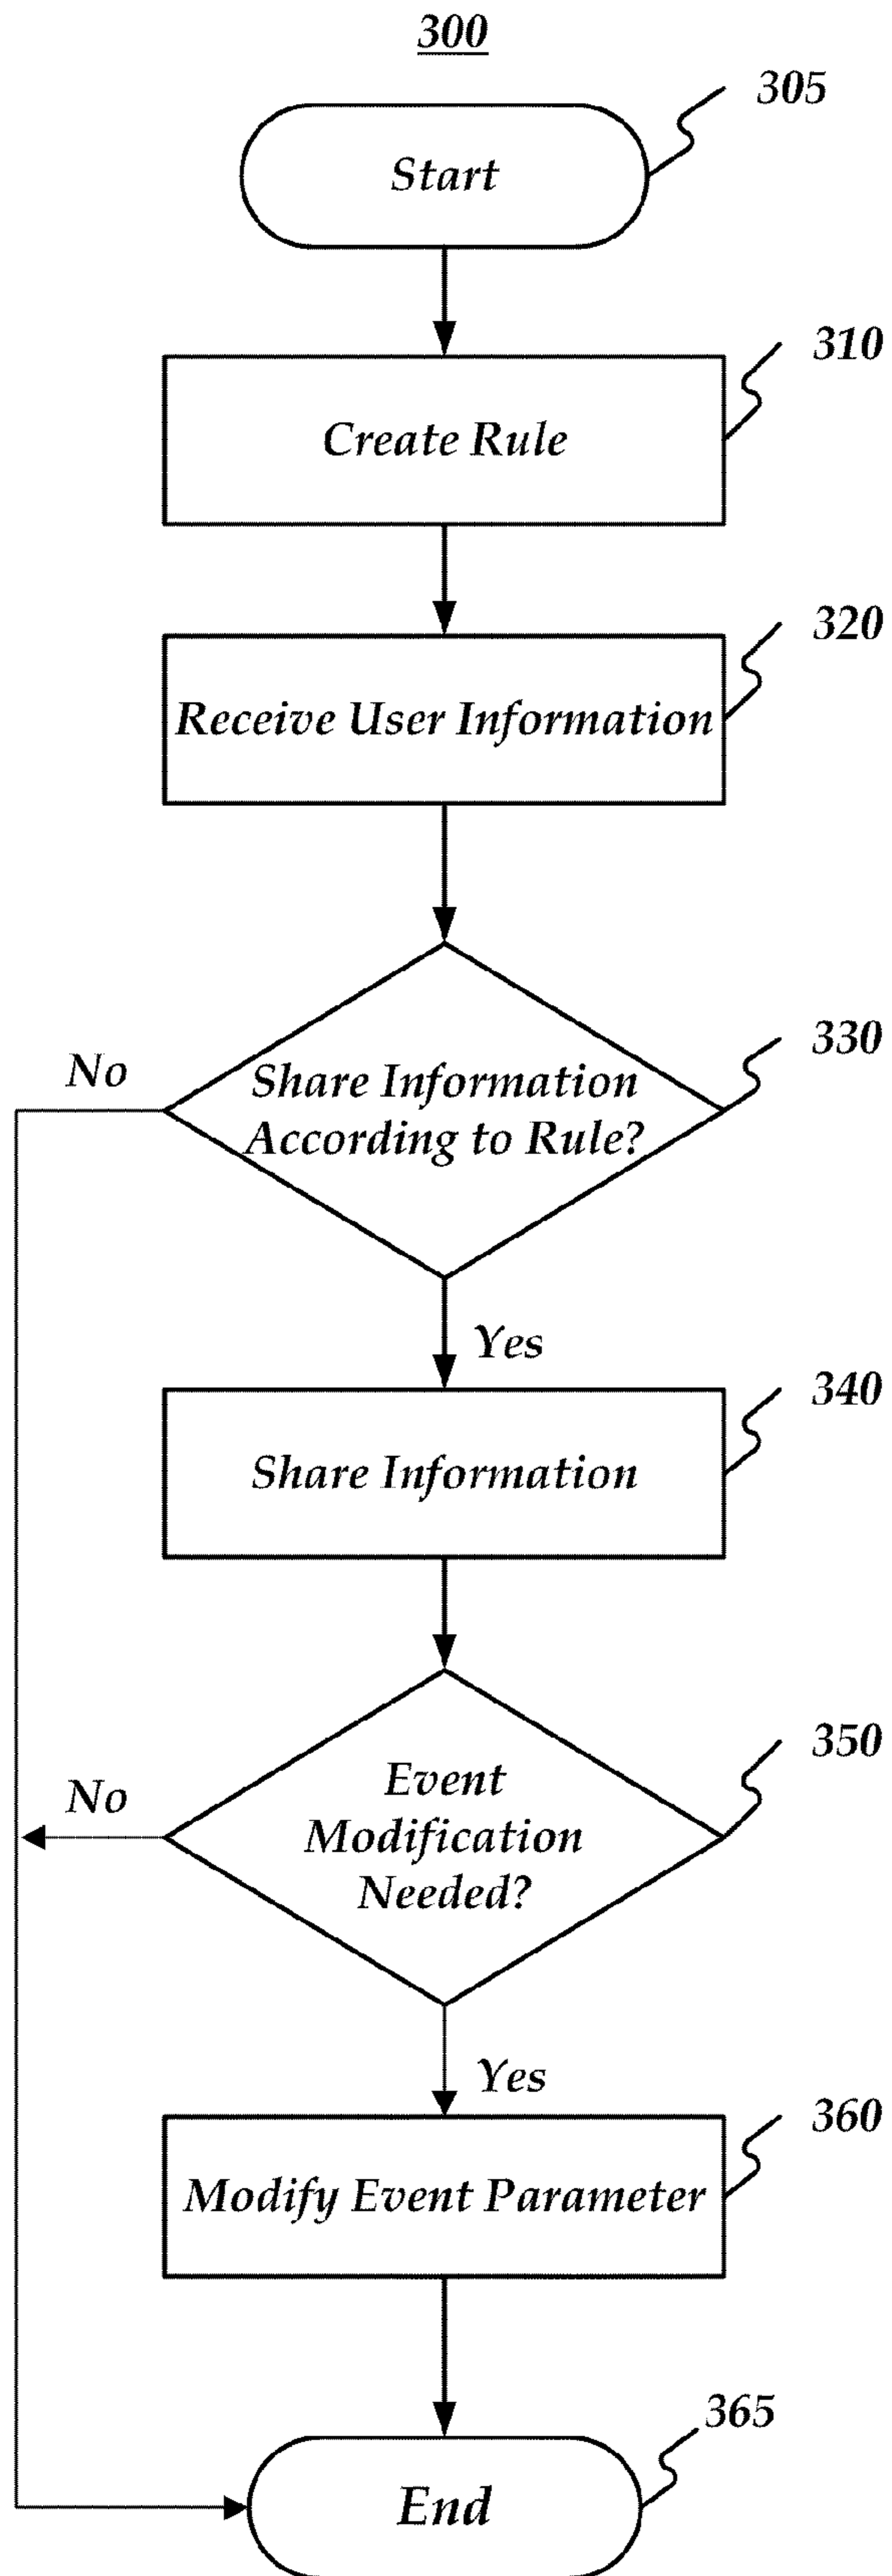 300
305
Start
310
Create Rule
320
Receive User Information
330
No
Share Information
According to Rule?
Yes
340
Share Information
350
Event
No
Modification
Needed?
Yes
360
Modify Event Parameter
365
End